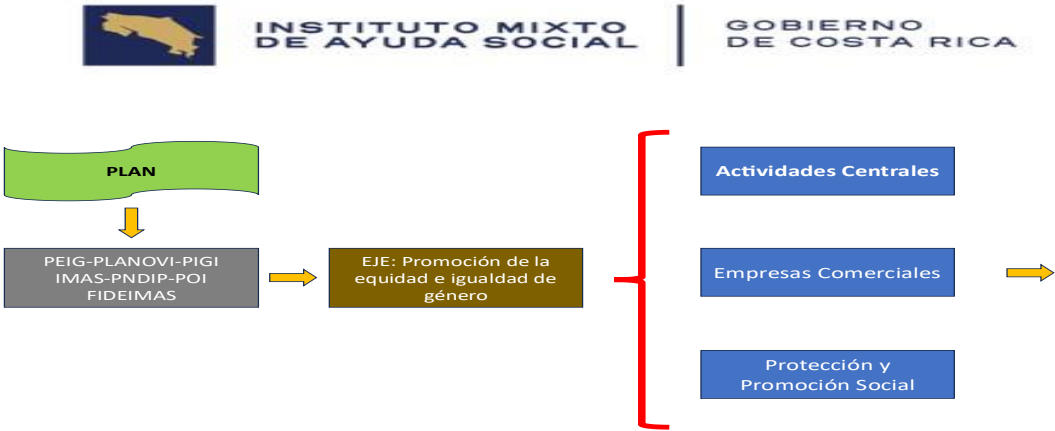 INSTITUTO MIXTO
DE AYUDA SOCIAL
GOBIERNO
DE COSTA RICA
PLAN
PEIG-PLANOVI-PIGI
IMAS-PNDIP-POI
FIDEIMAS
EJE: Promoción de la
equidad e igualdad de
género
Actividades Centrales
Empresas Comerciales
Protección y
Promoción Social